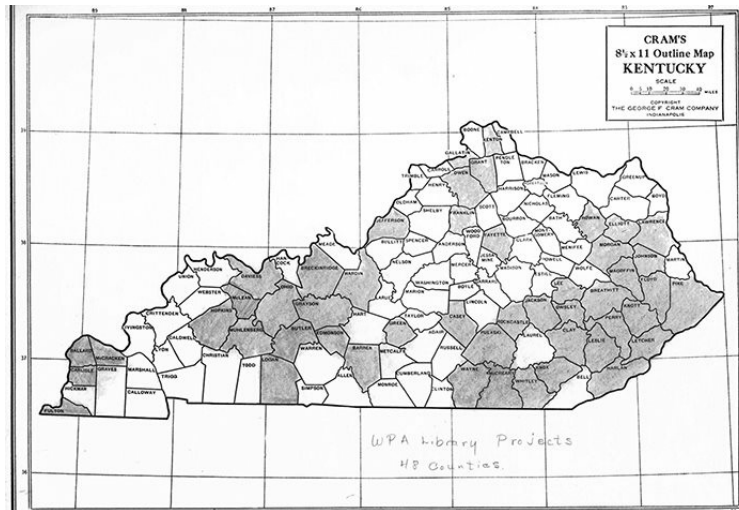 95
88
87
86
85
84
83
CRAM'S
8½ x 11 Outline Map
KENTUCKY
SCALE
MILES
COPYRIGHT
THE GEORGE F. CRAM COMPANY
INDIANAPOLIS
BOONE
KENTON
CAMPBELL
GALLATIN
GRANT
PENDLETON
BRACKEN
CARROLL
OWEN
TRIMBLE
HENRY
HARRISON
MASON
LEWIS
GREENUP
BOYD
CARTER
FLEMING
NICHOLAS
OLDHAM
SHELBY
FRANKLIN
SCOTT
BOURBON
BATH
ROWAN
ELLIOTT
LAWRENCE
JEFFERSON
BULLITT
SPENCER
ANDERSON
WOODFORD
FAYETTE
CLARK
MONTGOMERY
MENIFEE
MORGAN
JOHNSON
MARTIN
MEADE
HANCOCK
BRECKINRIDGE
HARDIN
NELSON
MERCER
JESSAMINE
MADISON
ESTILL
POWELL
WOLFE
MAGOFFIN
FLOYD
PIKE
UNION
HENDERSON
DAVIESS
WEBSTER
MCLEAN
OHIO
GRAYSON
LARUE
WASHINGTON
MARION
BOYLE
GARRARD
LINCOLN
JACKSON
LEE
OWSLEY
BREATHITT
KNOTT
PERRY
CRITTENDEN
LIVINGSTON
HOPKINS
MUHLENBERG
BUTLER
EDMONSON
HART
GREEN
TAYLOR
CASEY
ROCKCASTLE
LAUREL
CLAY
LESLIE
LETCHER
CALDWELL
LYON
CHRISTIAN
WARREN
BARREN
METCALFE
ADAIR
RUSSELL
PULASKI
HARLAN
BALLARD
MCCRACKEN
CARLISLE
GRAVES
MARSHALL
TRIGG
TODD
LOGAN
SIMPSON
ALLEN
MONROE
CUMBERLAND
CLINTON
WAYNE
MCCREARY
WHITLEY
KNOX
BELL
HICKMAN
CALLOWAY
FULTON
WPA Library Projects
48 Counties.